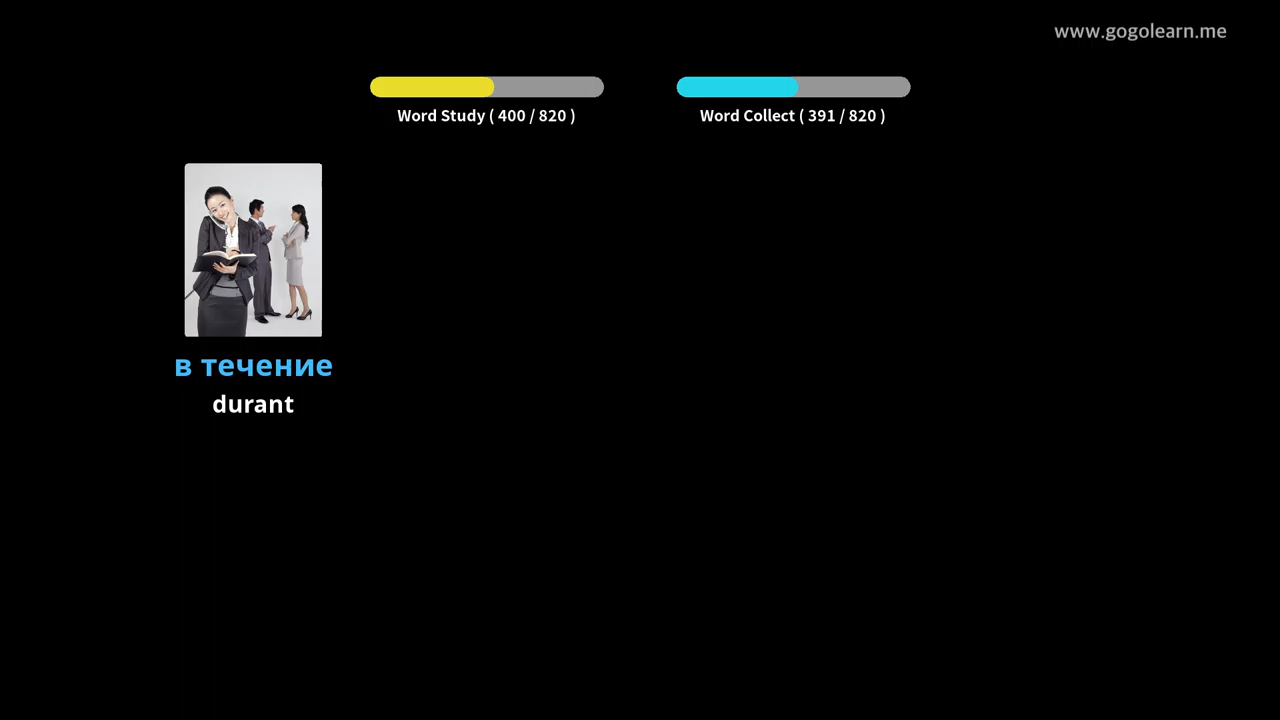 www.gogolearn.me
Word Study ( 400 / 820 )
Word Collect ( 391 / 820 )
в течение
durant